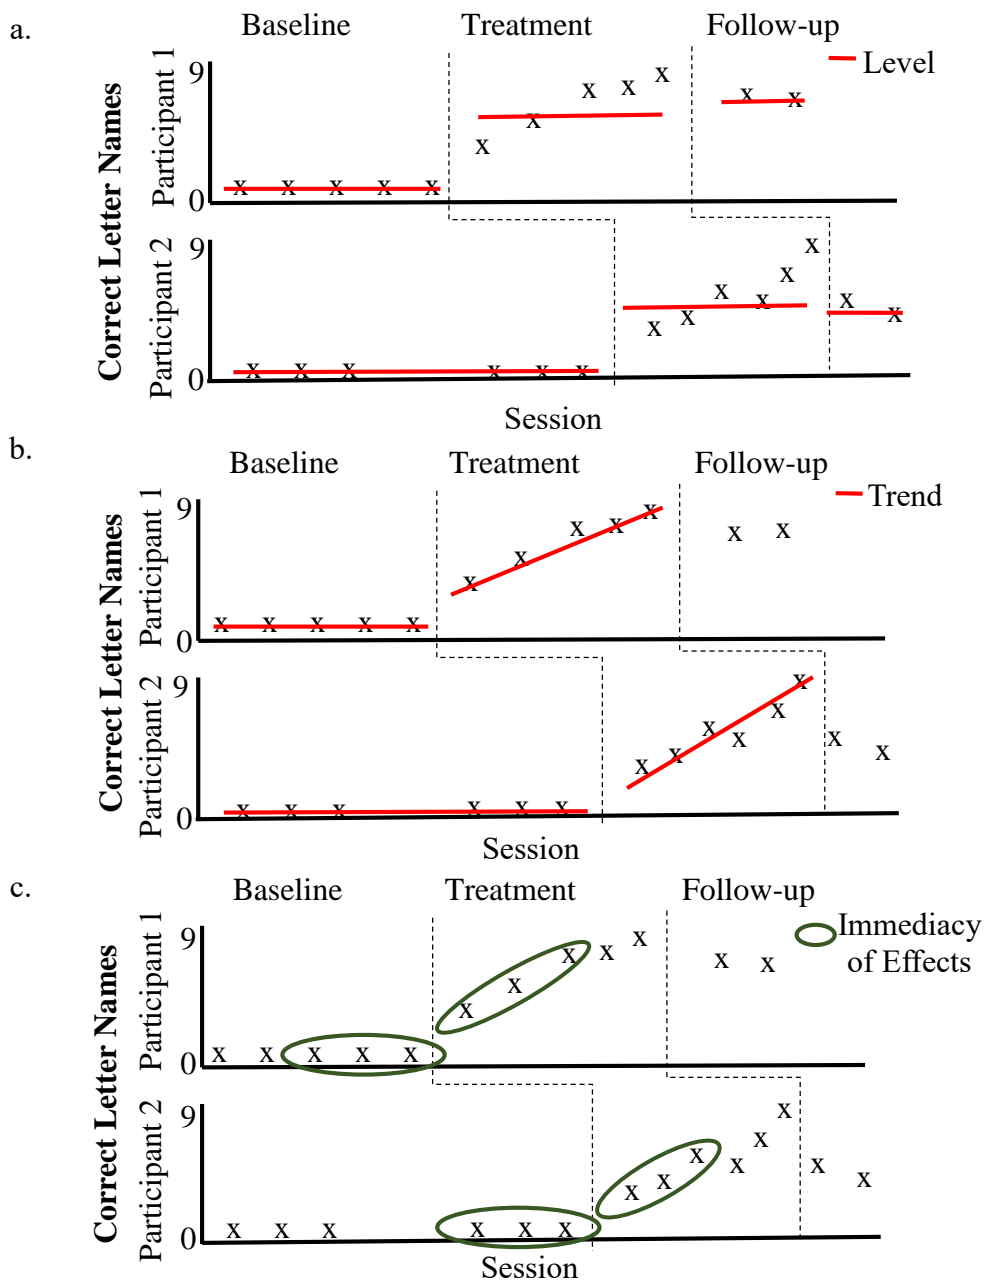 a.
Baseline Treatment Follow-up
Level
Correct Letter Names
Participant 1
9
0
x x x x x x x x x x x x
Participant 2
9
0
x x x x x x x x x x x x x x
Session
b.
Baseline Treatment Follow-up
Trend
Correct Letter Names
Participant 1
9
0
x x x x x x x x x x x x
Participant 2
9
0
x x x x x x x x x x x x x x
Session
c.
Baseline Treatment Follow-up
Immediacy
of Effects
Correct Letter Names
Participant 1
9
0
x x x x x x x x x x x x
Participant 2
9
0
x x x x x x x x x x x x x x
Session